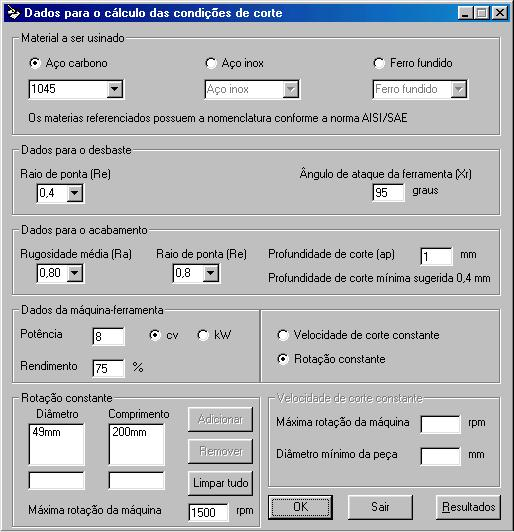 Dados para o cálculo das condições de corte
Material a ser usinado
Aço carbono Aço inox Ferro fundido
1045 Aço inox Ferro fundido
Os materias referenciados possuem a nomenclatura conforme a norma AISI/SAE
Dados para o desbaste
Raio de ponta (Re) Ângulo de ataque da ferramenta (Xr)
0,4 95 graus
Dados para o acabamento
Rugosidade média (Ra) Raio de ponta (Re) Profundidade de corte (ap) 1 mm
0,80 0,8 Profundidade de corte mínima sugerida 0,4 mm
Dados da máquina-ferramenta
Potência 8 cv kW Velocidade de corte constante
Rotação constante
Rendimento 75 %
Rotação constante Velocidade de corte constante
Diâmetro Comprimento Adicionar Máxima rotação da máquina rpm
49mm 200mm
Remover Diâmetro mínimo da peça mm
Limpar tudo
Máxima rotação da máquina 1500 rpm OK Sair Resultados